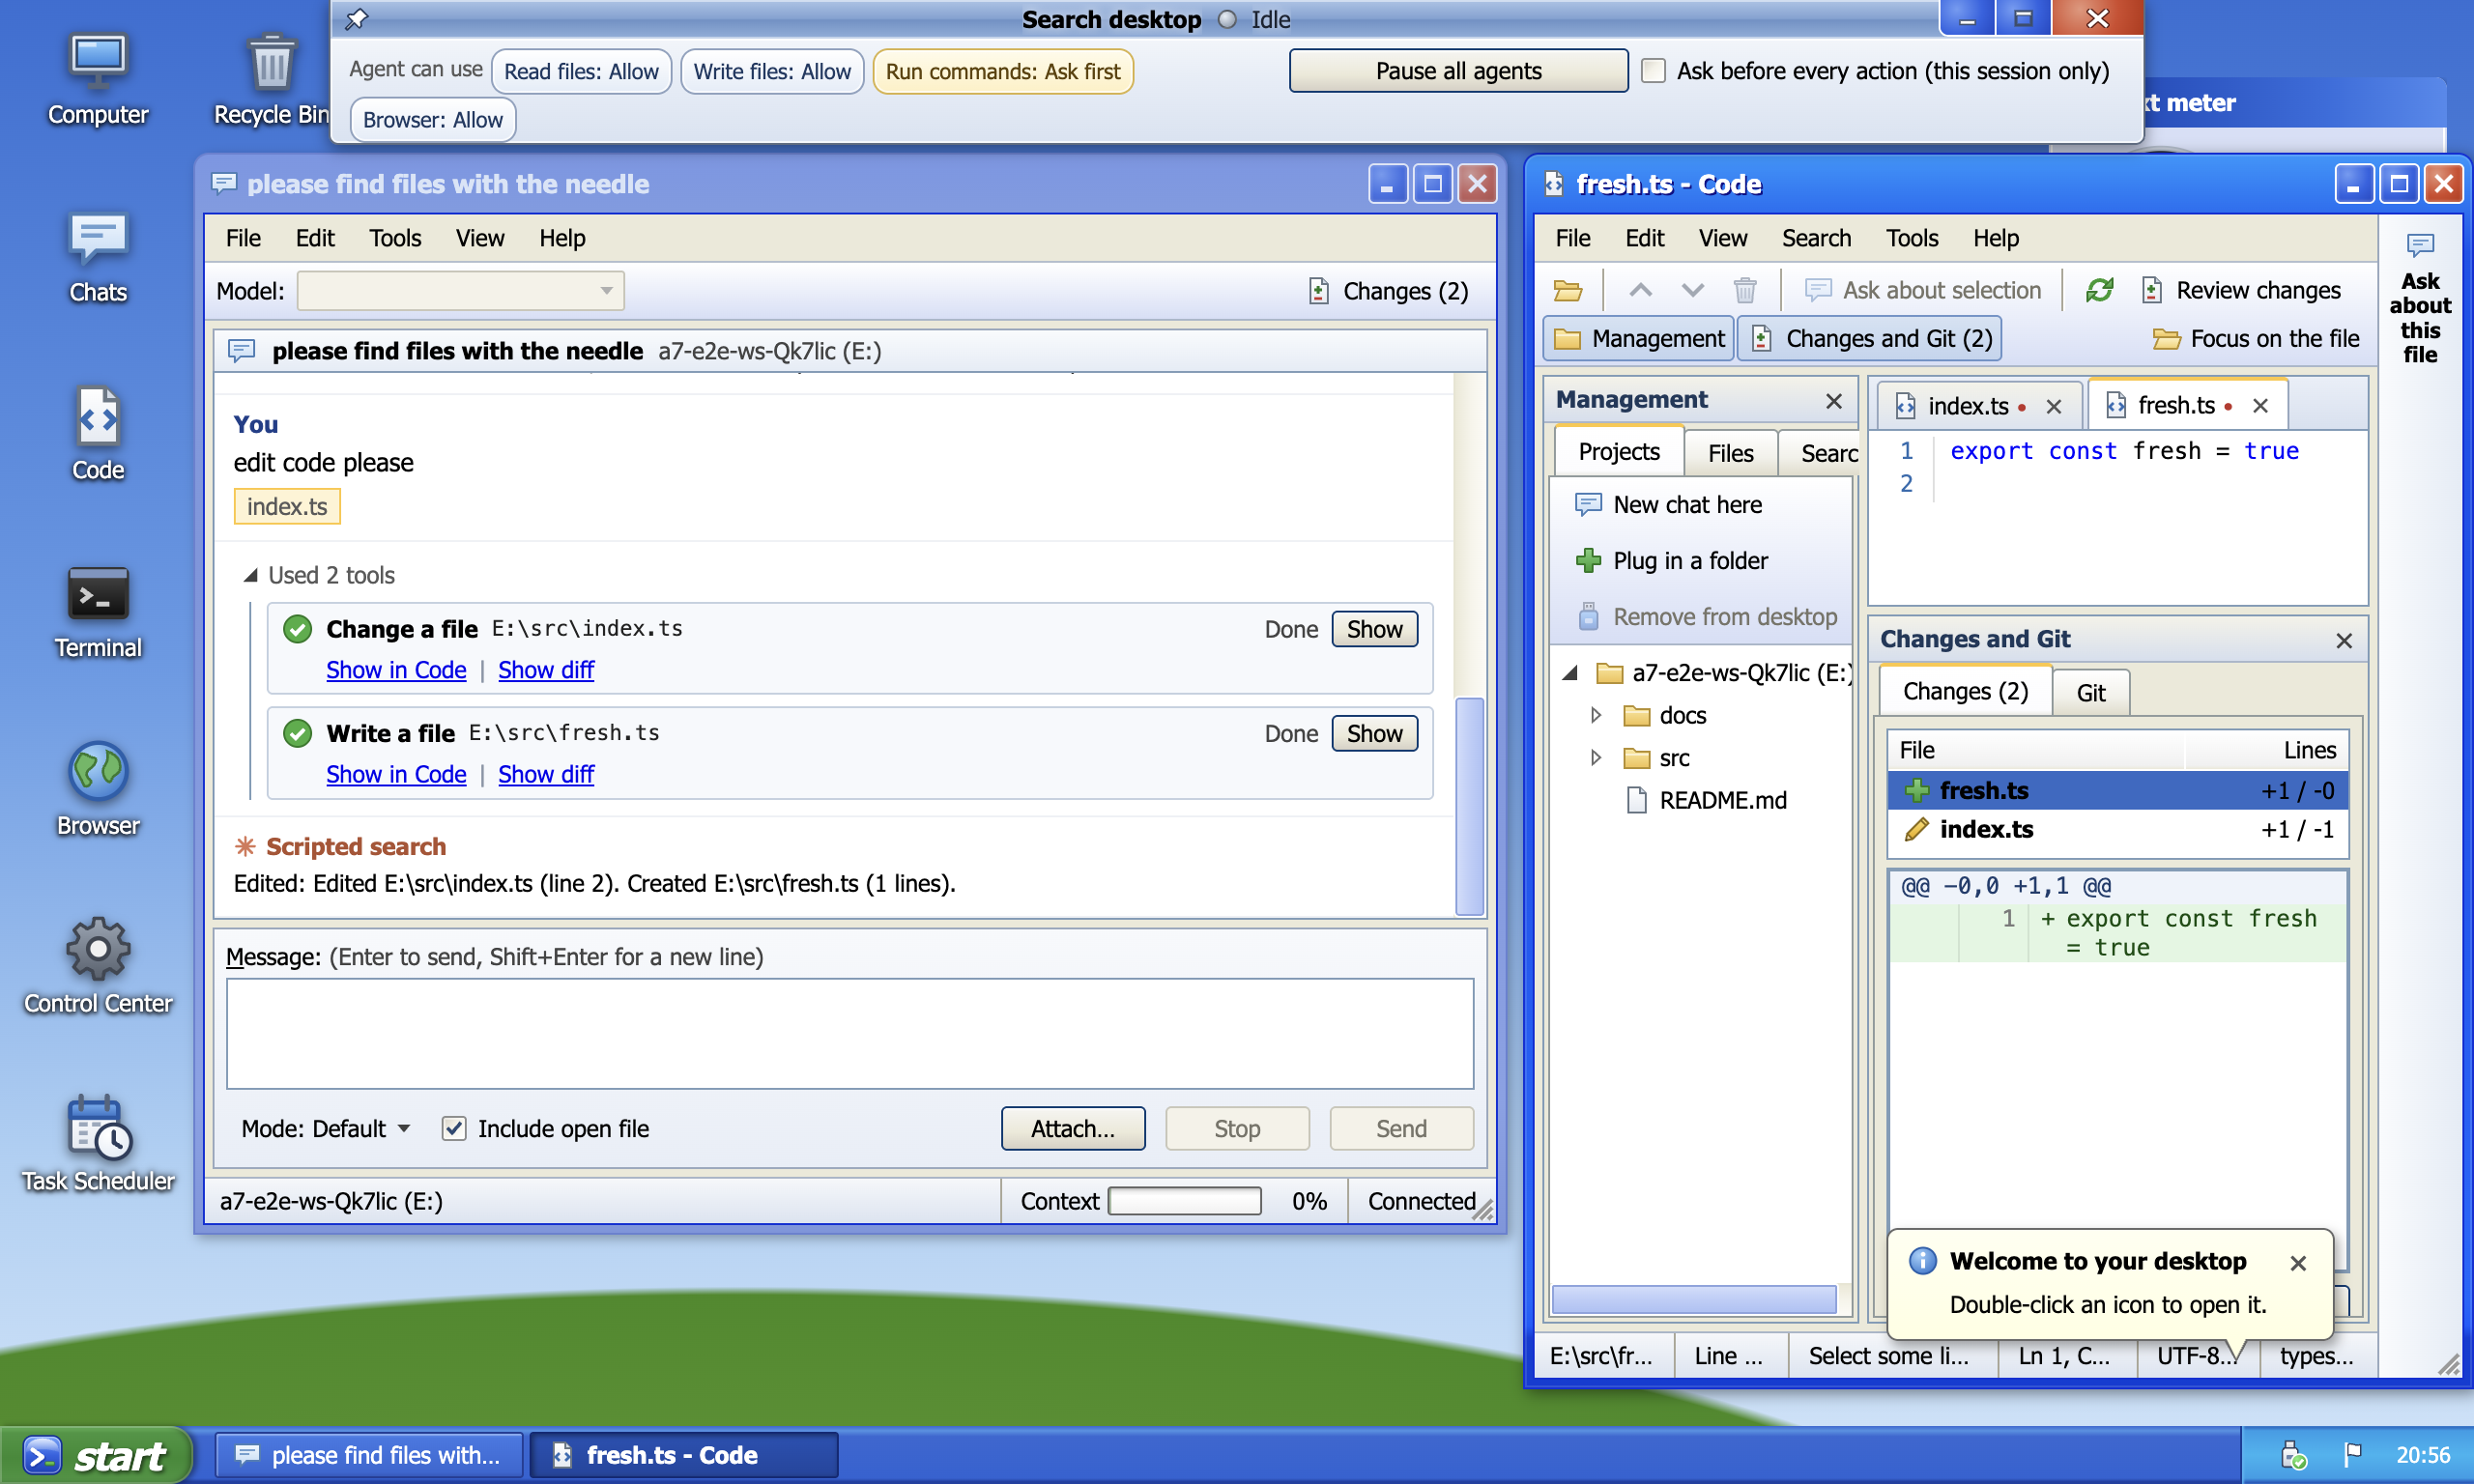 Search desktop Idle
Agent can use Read files: Allow Write files: Allow Run commands: Ask first
Browser: Allow
Pause all agents Ask before every action (this session only)
Computer
Recycle Bin
Chats
Code
Terminal
Browser
Control Center
Task Scheduler
xt meter
please find files with the needle
File Edit Tools View Help
Model: Changes (2)
please find files with the needle a7-e2e-ws-Qk7lic (E:)
You
edit code please
index.ts
Used 2 tools
Change a file E:\src\index.ts Done Show
Show in Code | Show diff
Write a file E:\src\fresh.ts Done Show
Show in Code | Show diff
Scripted search
Edited: Edited E:\src\index.ts (line 2). Created E:\src\fresh.ts (1 lines).
Message: (Enter to send, Shift+Enter for a new line)
Mode: Default Include open file Attach... Stop Send
a7-e2e-ws-Qk7lic (E:) Context 0% Connected
fresh.ts - Code
File Edit View Search Tools Help
Ask about selection Review changes
Management Changes and Git (2) Focus on the file
Ask
about
this
file
Management
Projects Files Searc
New chat here
Plug in a folder
Remove from desktop
a7-e2e-ws-Qk7lic (E:)
docs
src
README.md
index.ts fresh.ts
1 export const fresh = true
2
Changes and Git
Changes (2) Git
File Lines
fresh.ts +1 / -0
index.ts +1 / -1
@@ -0,0 +1,1 @@
1 + export const fresh
= true
Welcome to your desktop
Double-click an icon to open it.
E:\src\fr... Line ... Select some li... Ln 1, C... UTF-8... types...
start please find files with... fresh.ts - Code 20:56